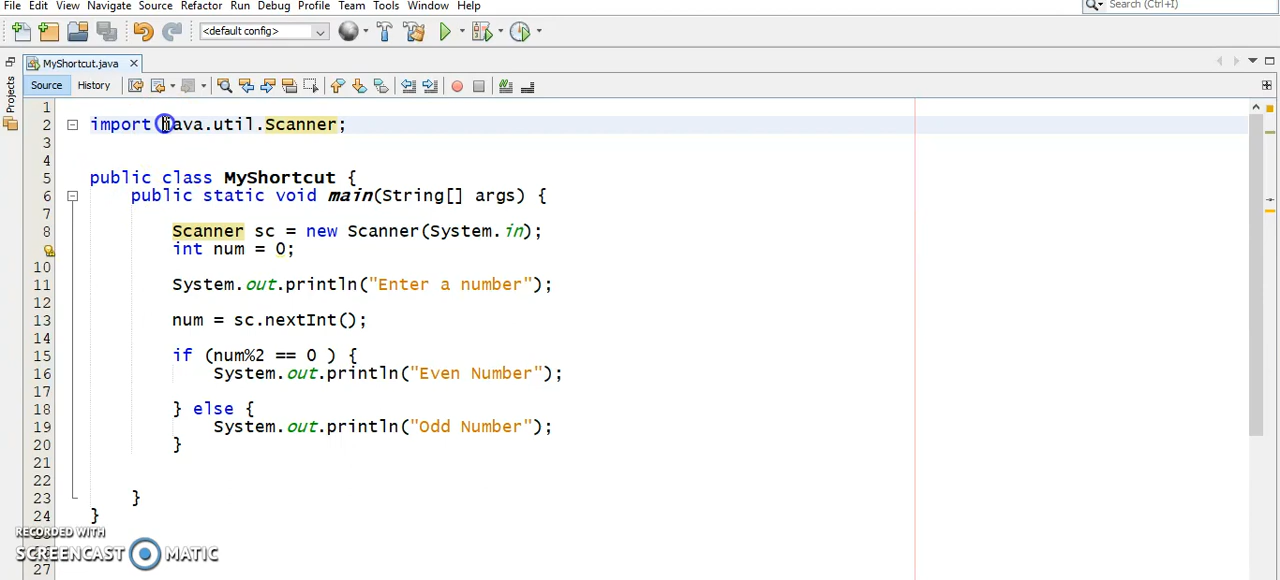 File Edit View Navigate Source Refactor Run Debug Profile Team Tools Window Help Search (Ctrl+I)
<default config>
MyShortcut.java
Source History
Projects
1
2 import java.util.Scanner;
3
4
5 public class MyShortcut {
6 public static void main(String[] args) {
7
8 Scanner sc = new Scanner(System.in);
int num = 0;
10
11 System.out.println("Enter a number");
12
13 num = sc.nextInt();
14
15 if (num%2 == 0 ) {
16 System.out.println("Even Number");
17
18 } else {
19 System.out.println("Odd Number");
20 }
21
22
23 }
24 }
RECORDED WITH
SCREENCAST MATIC
27